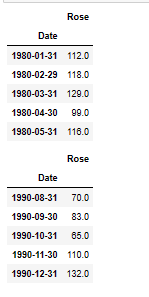 Rose
Date
1980-01-31 112.0
1980-02-29 118.0
1980-03-31 129.0
1980-04-30 99.0
1980-05-31 116.0
Rose
Date
1990-08-31 70.0
1990-09-30 83.0
1990-10-31 65.0
1990-11-30 110.0
1990-12-31 132.0